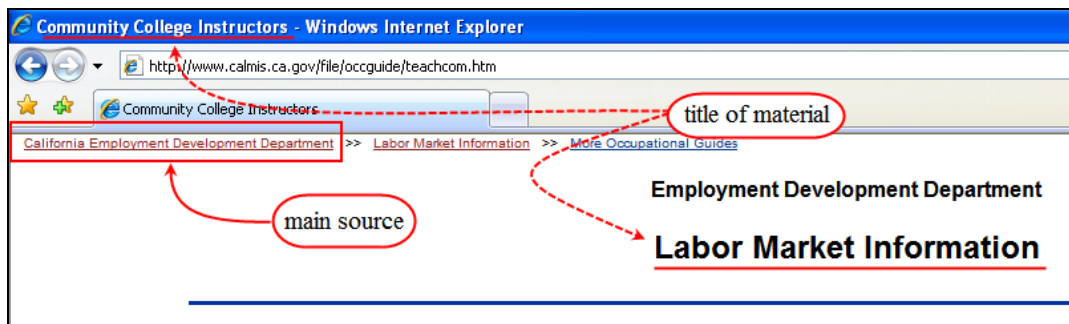 Community College Instructors - Windows Internet Explorer
http://www.calmis.ca.gov/file/occguide/teachcom.htm
Community College Instructors
title of material
California Employment Development Department >> Labor Market Information >> More Occupational Guides
Employment Development Department
main source
Labor Market Information